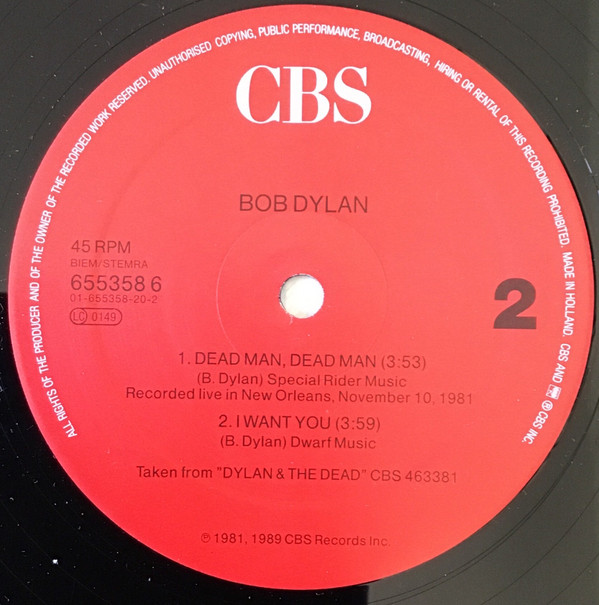 ALL RIGHTS OF THE PRODUCER AND OF THE OWNER OF THE RECORDED WORK RESERVED. UNAUTHORISED COPYING, PUBLIC PERFORMANCE, BROADCASTING, HIRING OR RENTAL OF THIS RECORDING PROHIBITED. MADE IN HOLLAND. CBS AND ℗ © CBS INC.
CBS
BOB DYLAN
45 RPM
BIEM/STEMRA
655358 6
01-655358-20-2
LC 0149
2
1. DEAD MAN, DEAD MAN (3:53)
(B. Dylan) Special Rider Music
Recorded live in New Orleans, November 10, 1981
2. I WANT YOU (3:59)
(B. Dylan) Dwarf Music
Taken from "DYLAN & THE DEAD" CBS 463381
℗ 1981, 1989 CBS Records Inc.